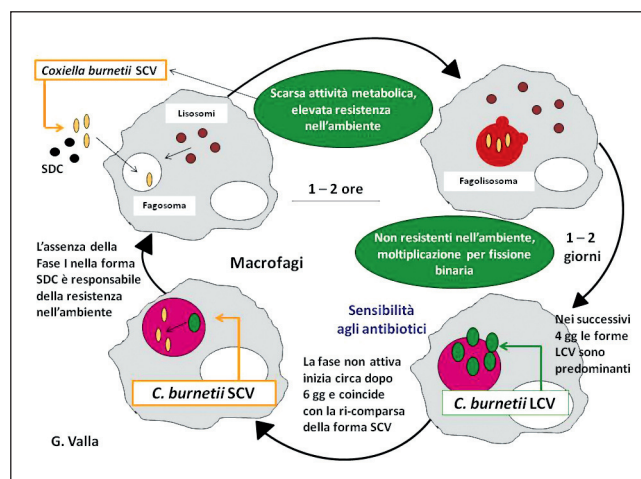 Coxiella burnetii SCV
Scarsa attività metabolica,
elevata resistenza
nell'ambiente
Lisosomi
SDC
Fagosoma
Fagolisosoma
1 – 2 ore
Non resistenti nell'ambiente,
moltiplicazione per fissione
binaria
1 – 2
giorni
L'assenza della
Fase I nella forma
SDC è responsabile
della resistenza
nell'ambiente
Macrofagi
Sensibilità
agli antibiotici
Nei successivi
4 gg le forme
LCV sono
predominanti
La fase non attiva
inizia circa dopo
6 gg e coincide
con la ri-comparsa
della forma SCV
C. burnetii SCV
C. burnetii LCV
G. Valla